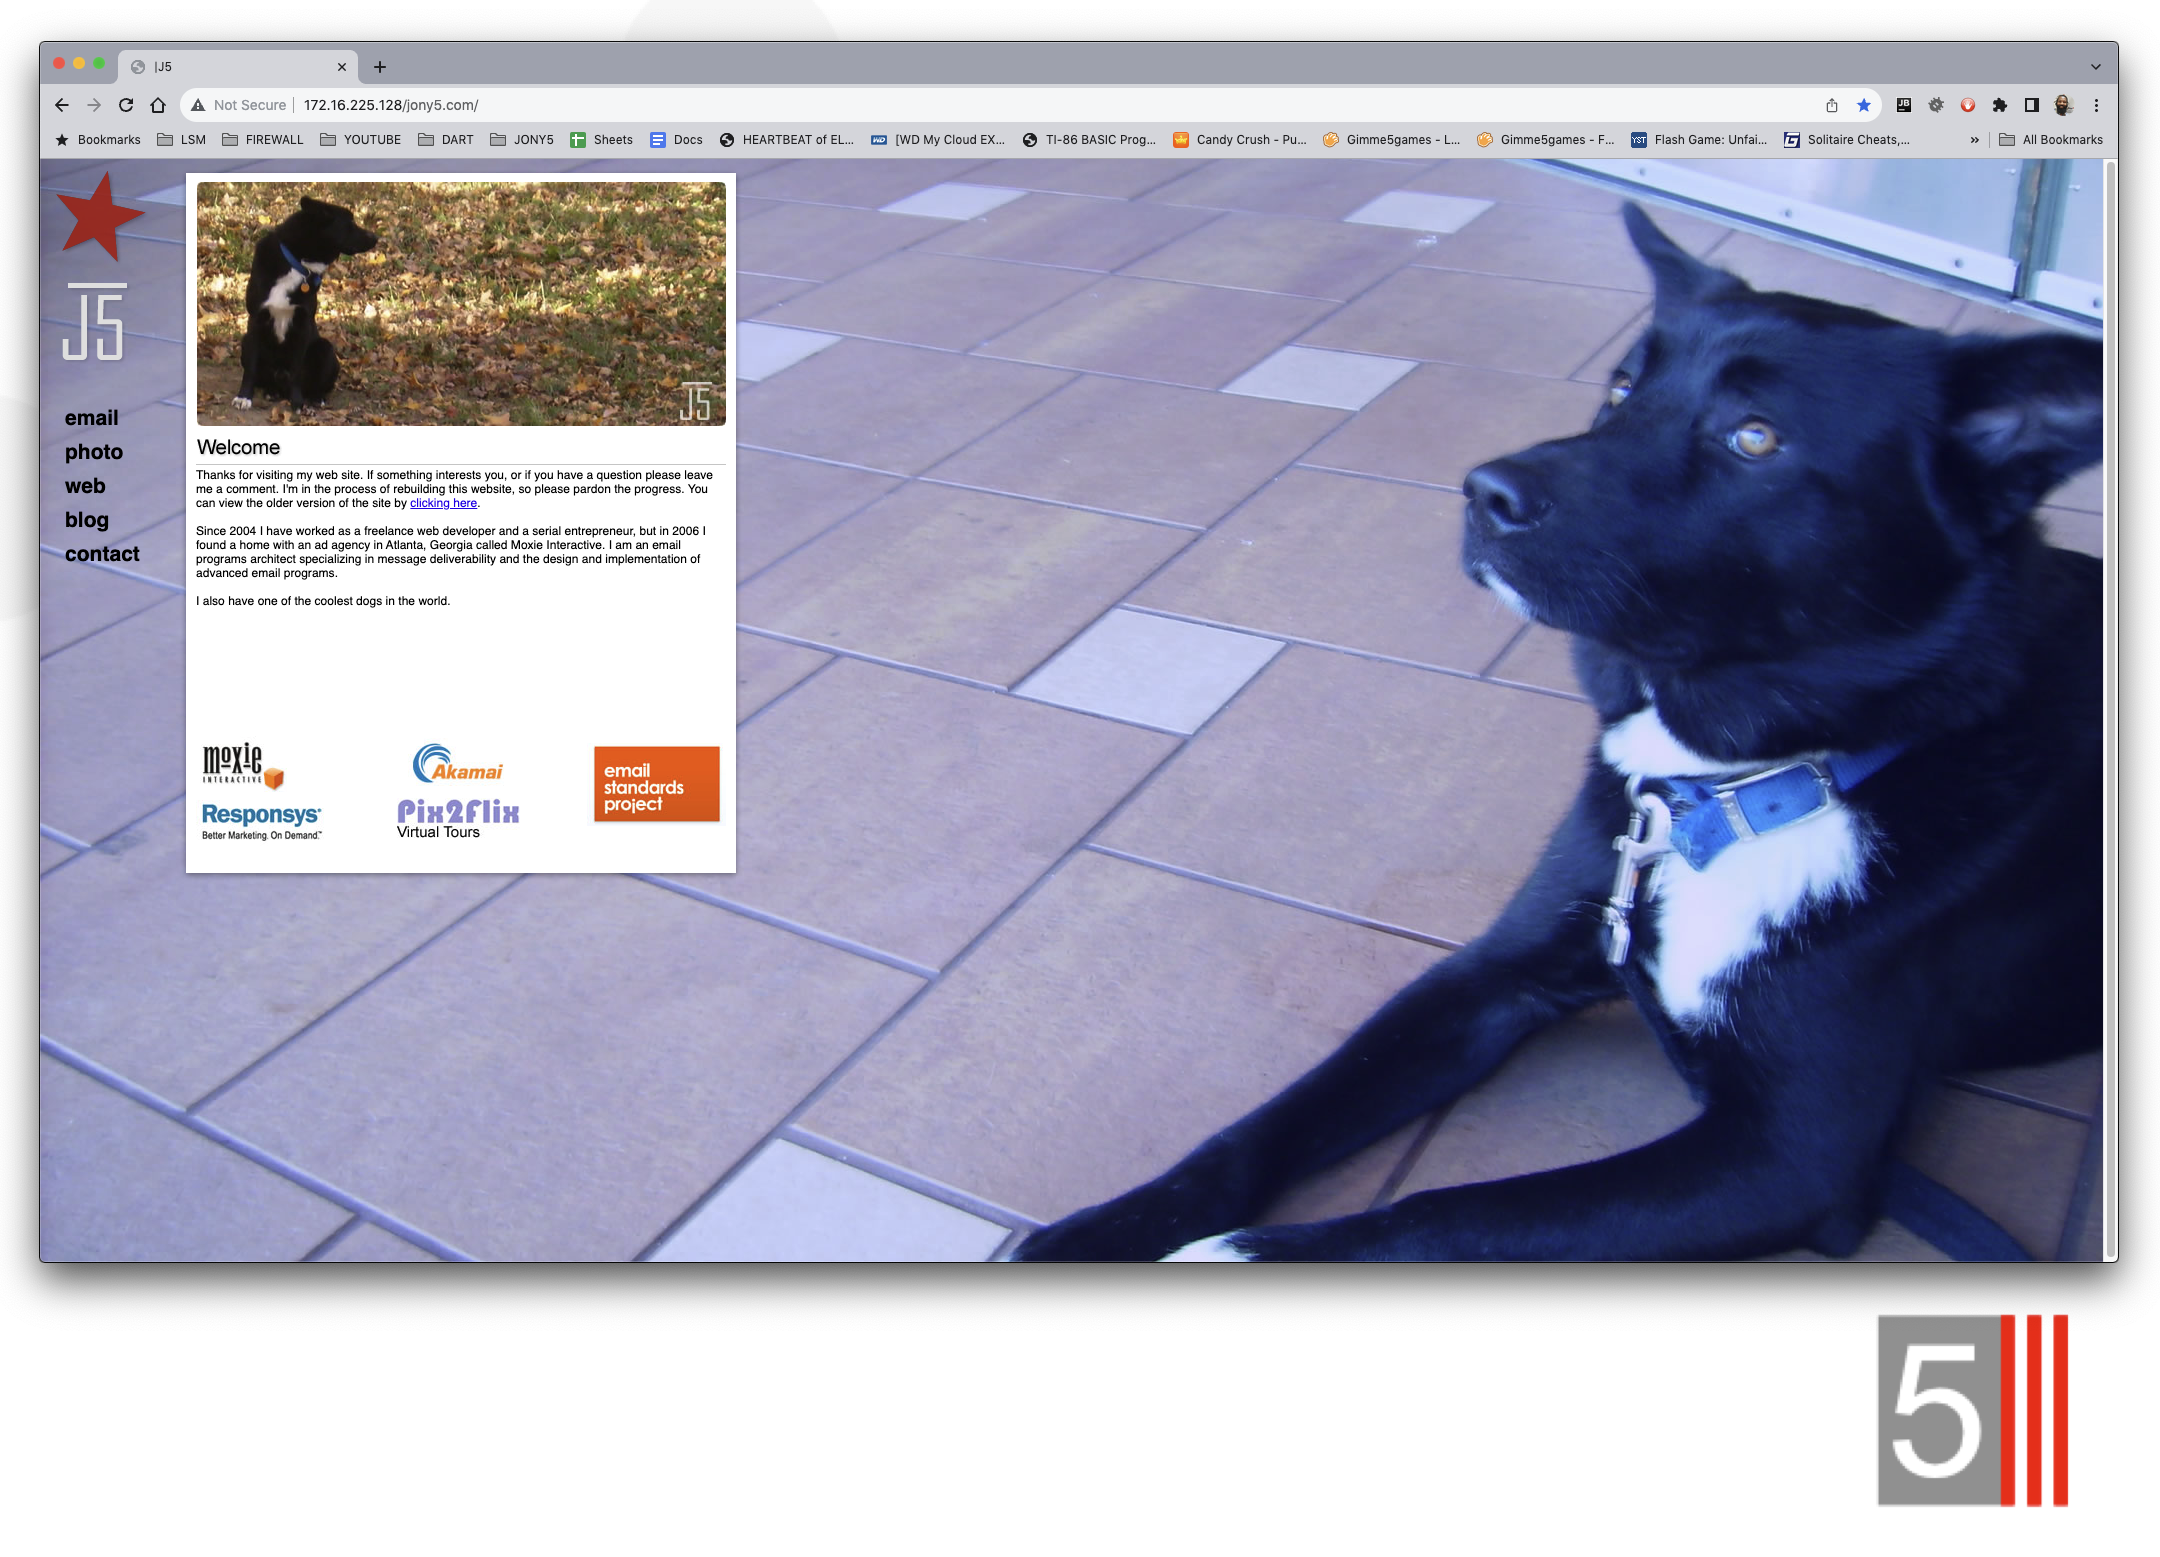 |J5
Not Secure 172.16.225.128/jony5.com/
JB
Bookmarks LSM FIREWALL YOUTUBE DART JONY5 Sheets Docs HEARTBEAT of EL... WD [WD My Cloud EX... TI-86 BASIC Prog... Candy Crush - Pu... Gimme5games - L... Gimme5games - F... YST Flash Game: Unfai... Solitaire Cheats,... » All Bookmarks
J5
email
photo
web
blog
contact
J5
Welcome
Thanks for visiting my web site. If something interests you, or if you have a question please leave
me a comment. I'm in the process of rebuilding this website, so please pardon the progress. You
can view the older version of the site by clicking here.
Since 2004 I have worked as a freelance web developer and a serial entrepreneur, but in 2006 I
found a home with an ad agency in Atlanta, Georgia called Moxie Interactive. I am an email
programs architect specializing in message deliverability and the design and implementation of
advanced email programs.
I also have one of the coolest dogs in the world.
moxie
INTERACTIVE
Akamai
email
standards
project
Responsys
Better Marketing. On Demand.™
Pix2Flix
Virtual Tours
5